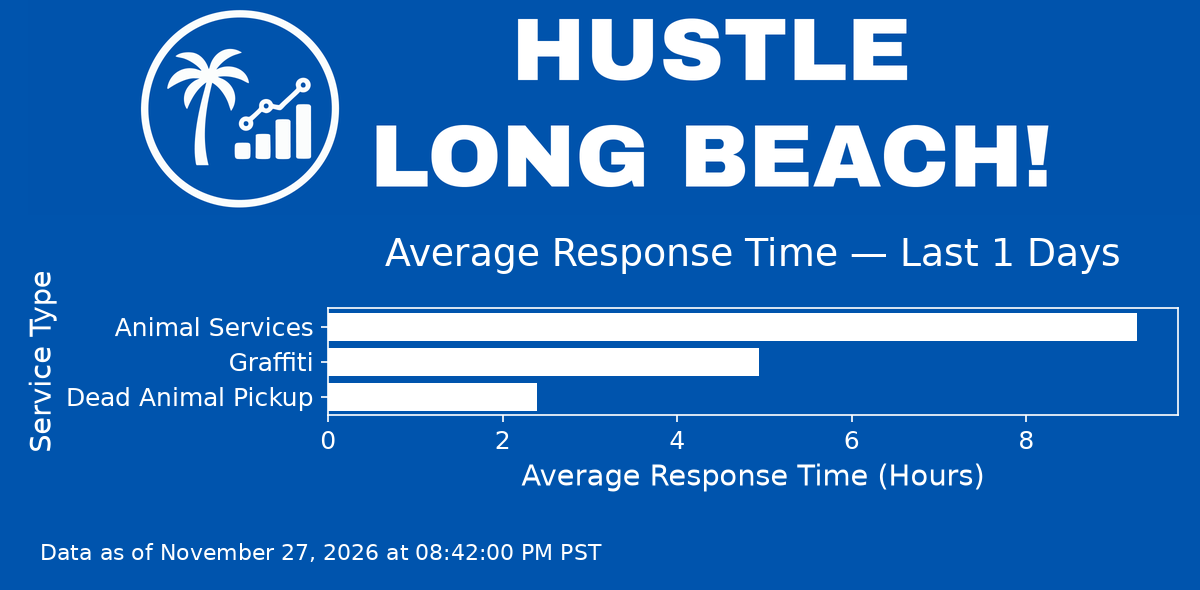 HUSTLE
LONG BEACH!
Average Response Time — Last 1 Days
Service Type
Animal Services
Graffiti
Dead Animal Pickup
0 2 4 6 8
Average Response Time (Hours)
Data as of November 27, 2026 at 08:42:00 PM PST